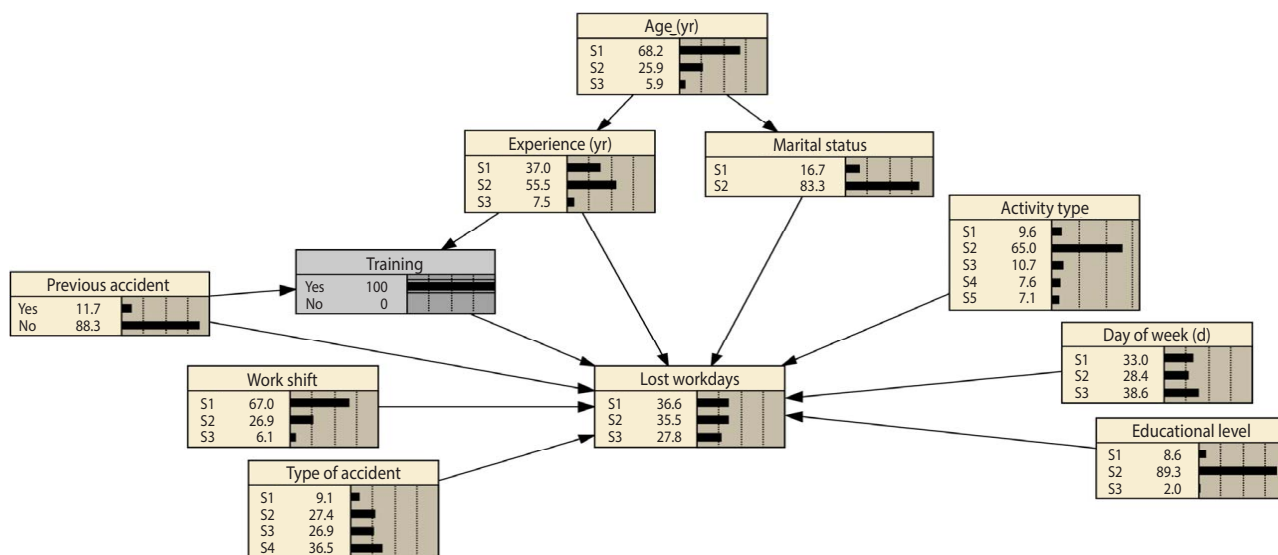 Age (yr)
S1 68.2
S2 25.9
S3 5.9
Experience (yr)
S1 37.0
S2 55.5
S3 7.5
Marital status
S1 16.7
S2 83.3
Activity type
S1 9.6
S2 65.0
S3 10.7
S4 7.6
S5 7.1
Training
Yes 100
No 0
Previous accident
Yes 11.7
No 88.3
Day of week (d)
S1 33.0
S2 28.4
S3 38.6
Work shift
S1 67.0
S2 26.9
S3 6.1
Lost workdays
S1 36.6
S2 35.5
S3 27.8
Educational level
S1 8.6
S2 89.3
S3 2.0
Type of accident
S1 9.1
S2 27.4
S3 26.9
S4 36.5